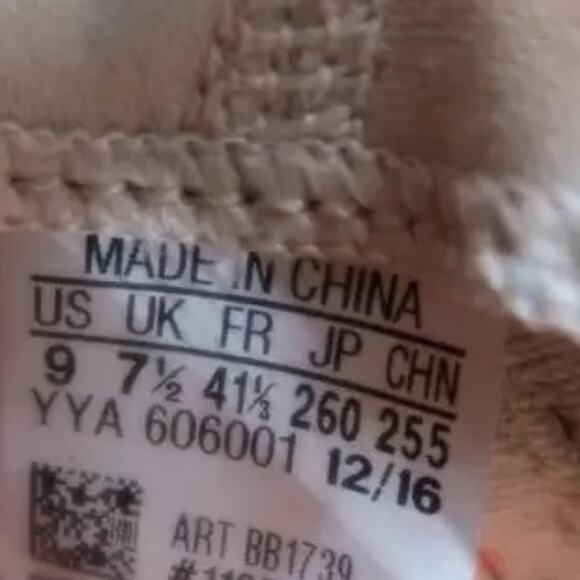 MADE IN CHINA
US UK FR JP CHN
9 7½ 41⅓ 260 255
YYA 606001 12/16
ART BB1739